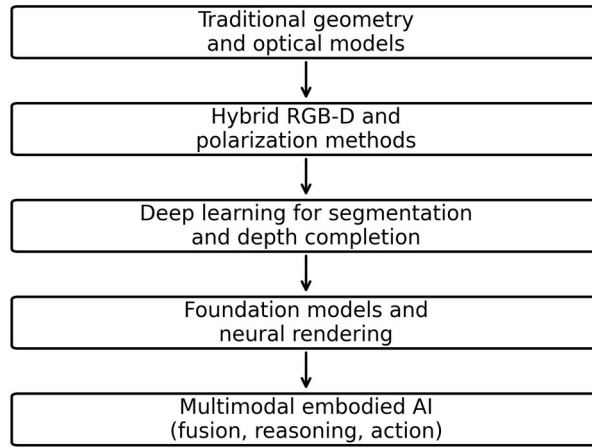 Traditional geometry
and optical models
Hybrid RGB-D and
polarization methods
Deep learning for segmentation
and depth completion
Foundation models and
neural rendering
Multimodal embodied AI
(fusion, reasoning, action)